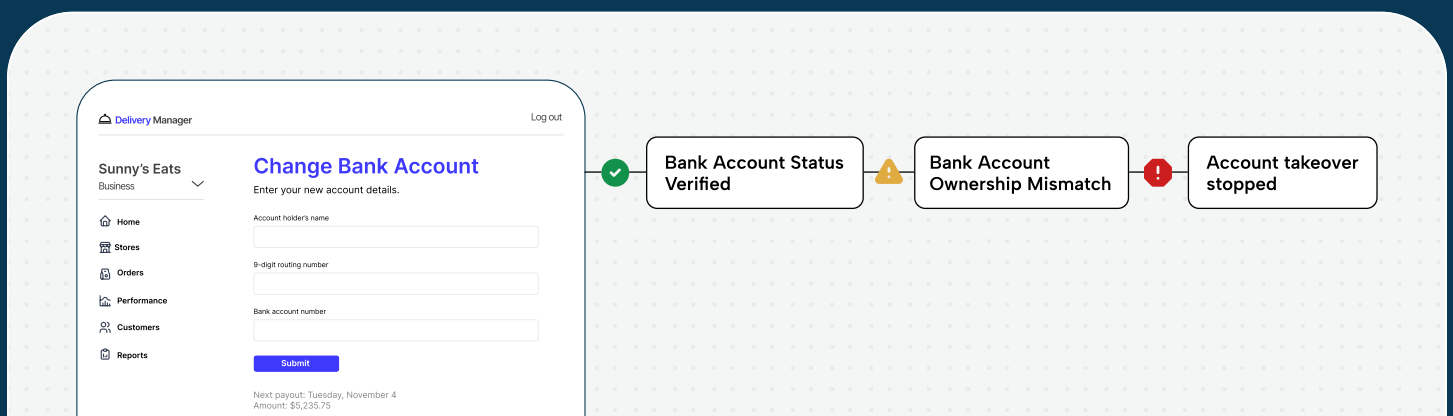 Delivery Manager
Log out
Sunny's Eats
Business
Home
Stores
Orders
Performance
Customers
Reports
Change Bank Account
Enter your new account details.
Account holder's name
9-digit routing number
Bank account number
Submit
Next payout: Tuesday, November 4
Amount: $5,235.75
Bank Account Status
Verified
Bank Account
Ownership Mismatch
Account takeover
stopped